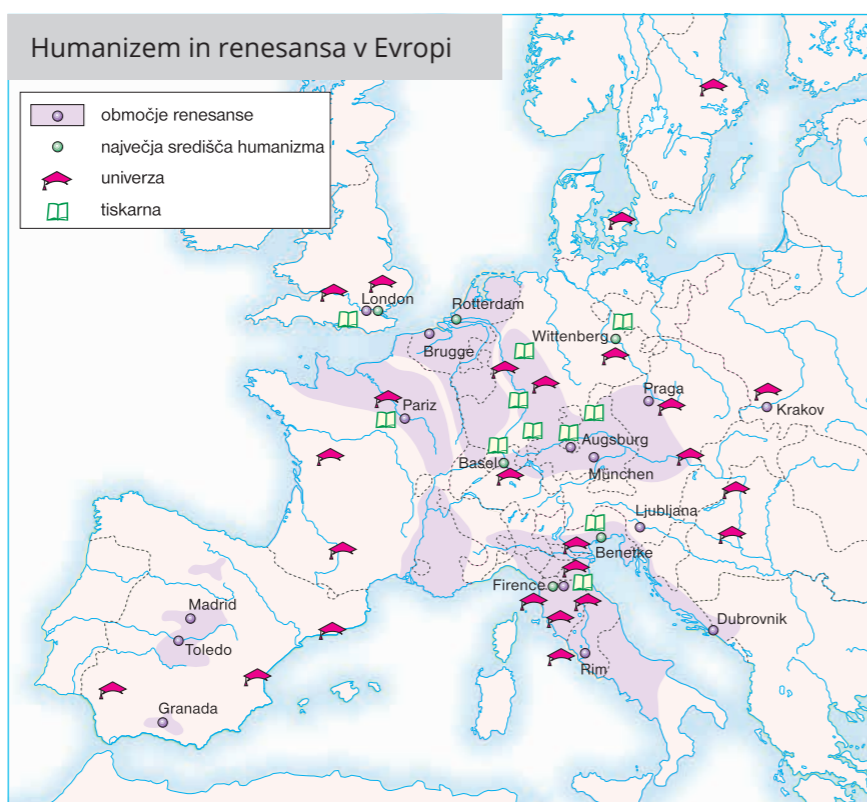 Humanizem in renesansa v Evropi
območje renesanse
največja središča humanizma
univerza
tiskarna
London
Rotterdam
Brugge
Wittenberg
Pariz
Praga
Krakov
Augsburg
Basel
München
Ljubljana
Benetke
Firence
Madrid
Toledo
Dubrovnik
Rim
Granada